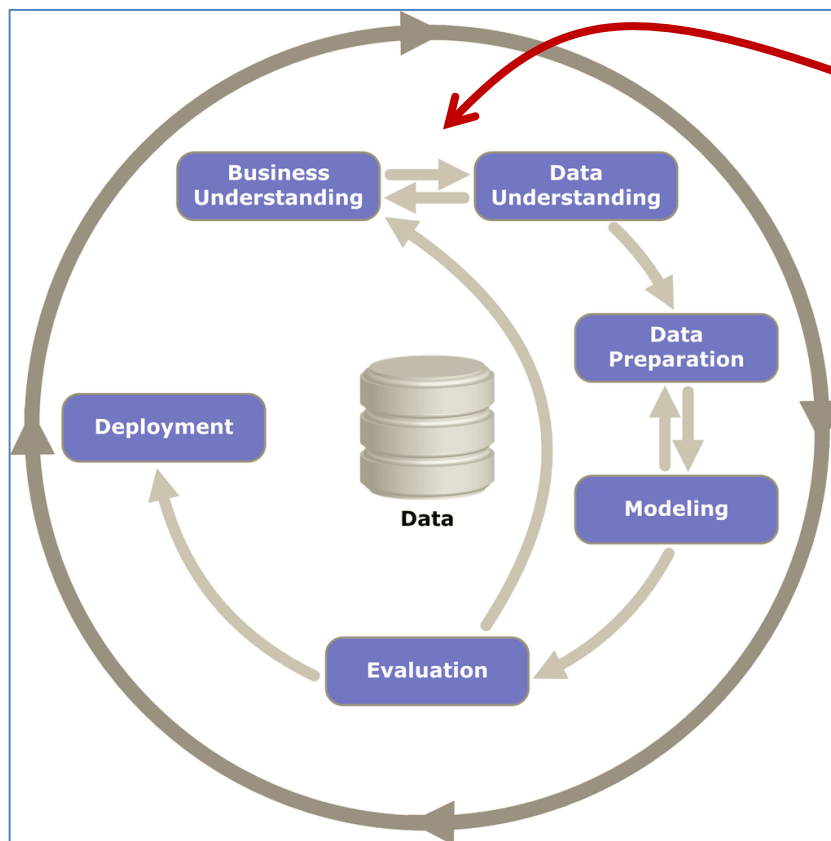 Business
Understanding
Data
Understanding
Data
Preparation
Deployment
Modeling
Data
Evaluation